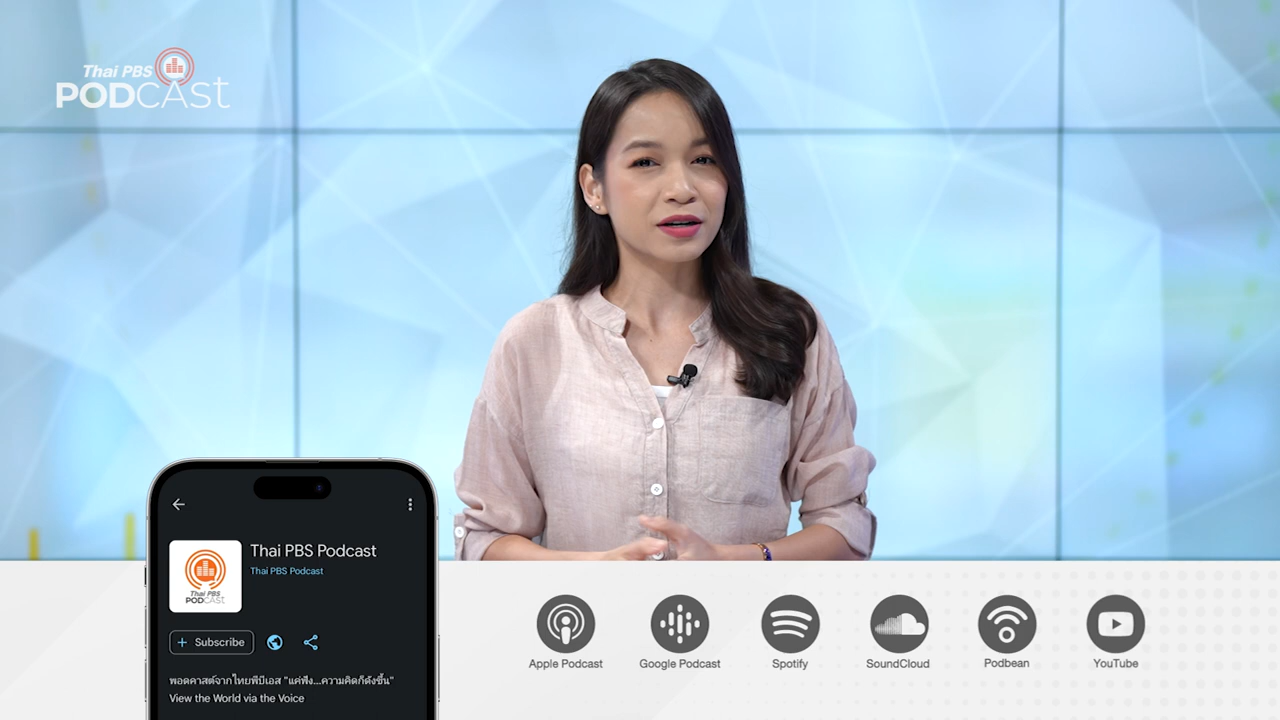 Thai PBS
PODCAST
Thai PBS Podcast
Thai PBS Podcast
Thai PBS
PODCAST
+ Subscribe
พอดคาสต์จากไทยพีบีเอส "แค่ฟัง...ความคิดก็ดังขึ้น"
View the World via the Voice
Apple Podcast
Google Podcast
Spotify
SoundCloud
Podbean
YouTube